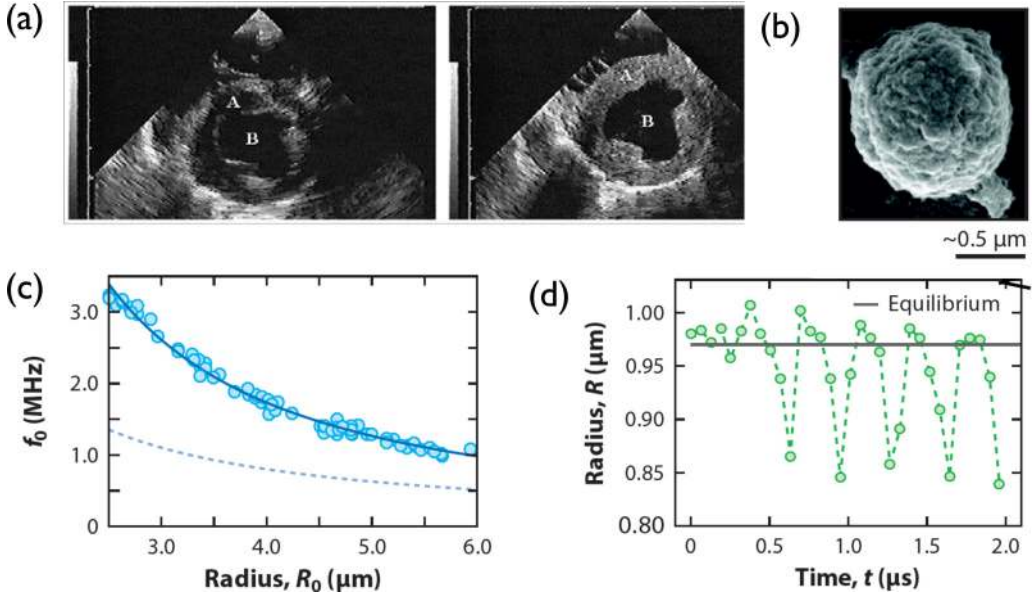 (a)
A
B
A
B
(b)
~0.5 μm
(c)
f₀ (MHz)
3.0
2.0
1.0
0
3.0
4.0
5.0
6.0
Radius, R₀ (μm)
(d)
Equilibrium
Radius, R (μm)
1.00
0.95
0.90
0.85
0.80
0
0.5
1.0
1.5
2.0
Time, t (μs)